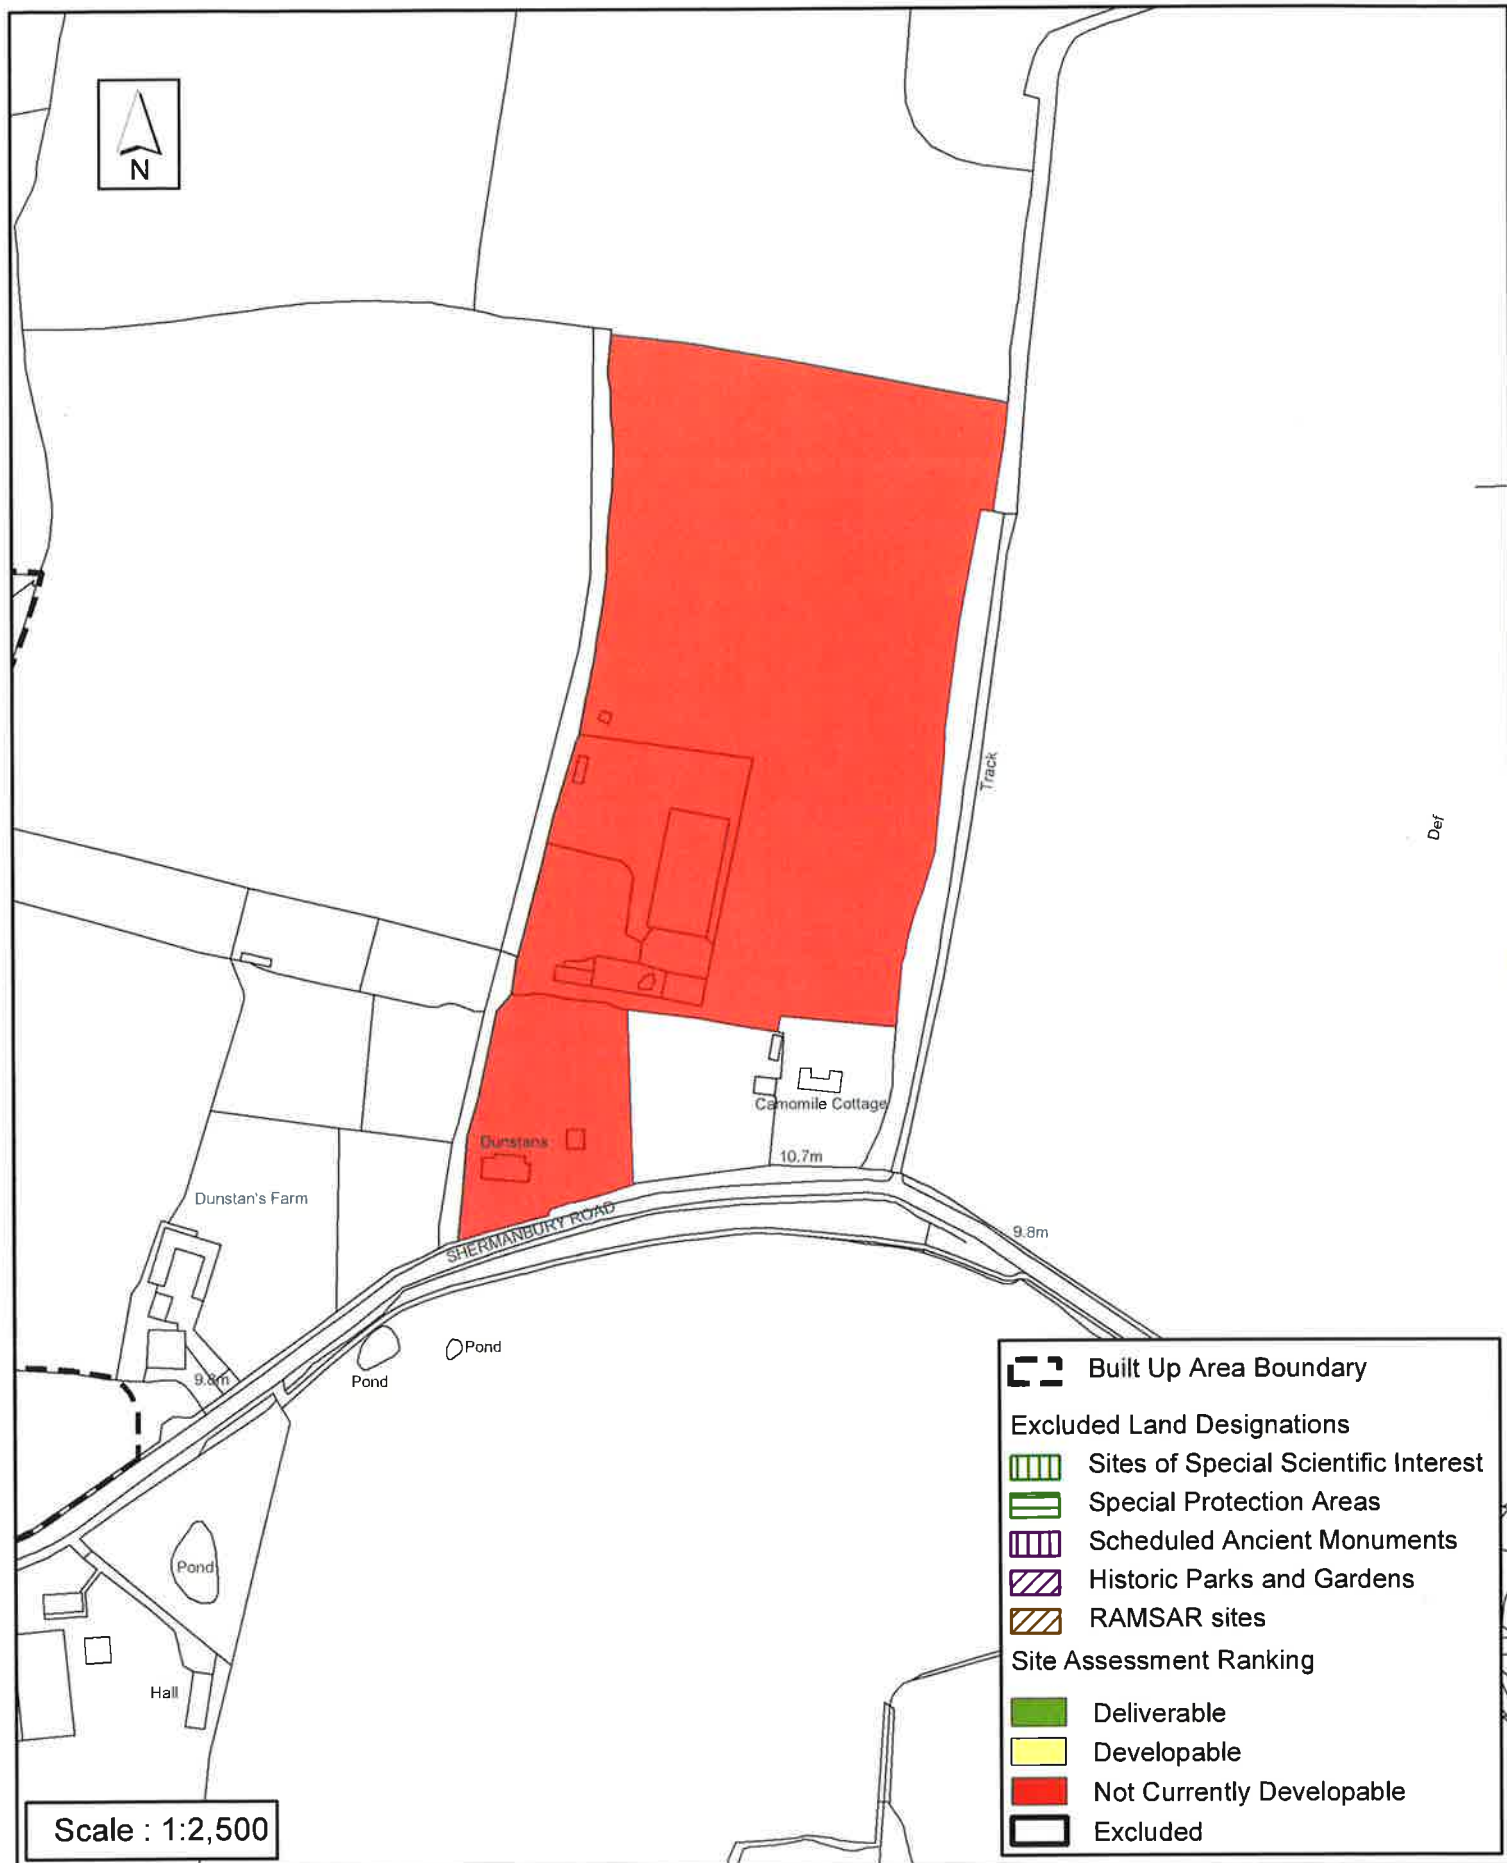 N
Track
Def
Camomile Cottage
Dunstans
10.7m
Dunstan's Farm
SHERMANBURY ROAD
9.8m
Pond
Pond
9.8m
Pond
Hall
Built Up Area Boundary
Excluded Land Designations
Sites of Special Scientific Interest
Special Protection Areas
Scheduled Ancient Monuments
Historic Parks and Gardens
RAMSAR sites
Site Assessment Ranking
Deliverable
Developable
Not Currently Developable
Excluded
Scale : 1:2,500